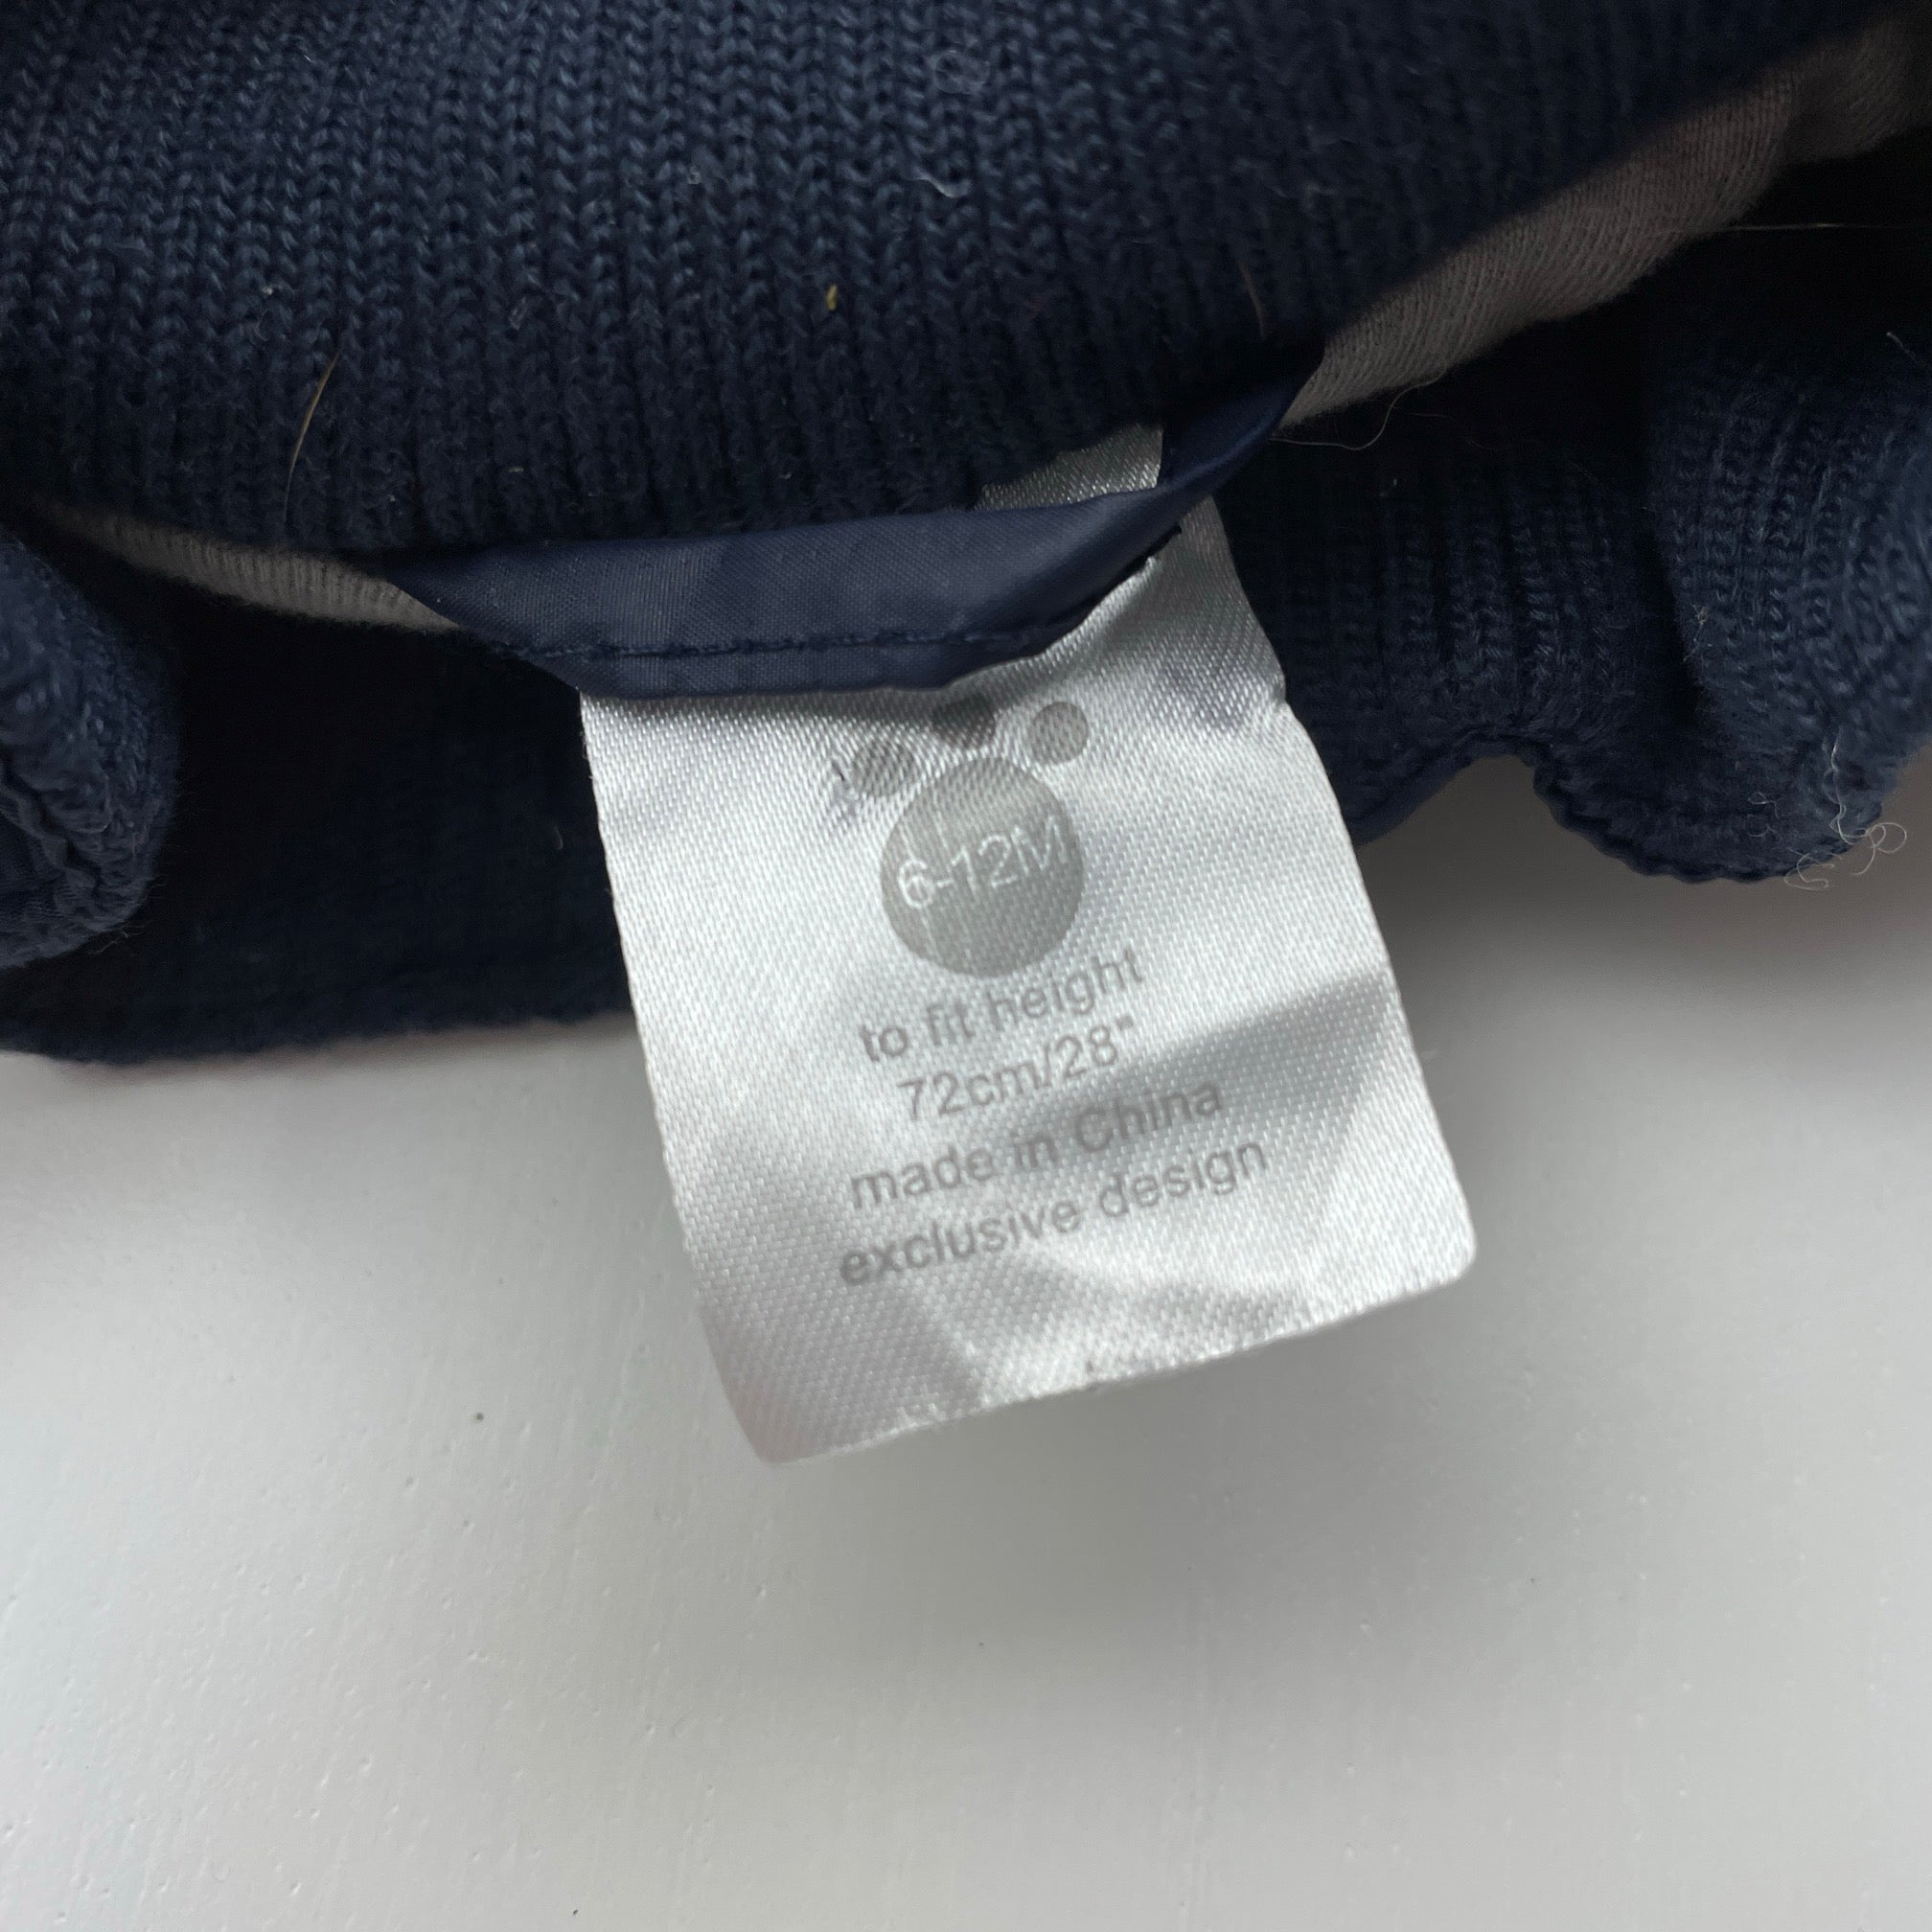 6-12M
to fit height
72cm/28"
made in China
exclusive design